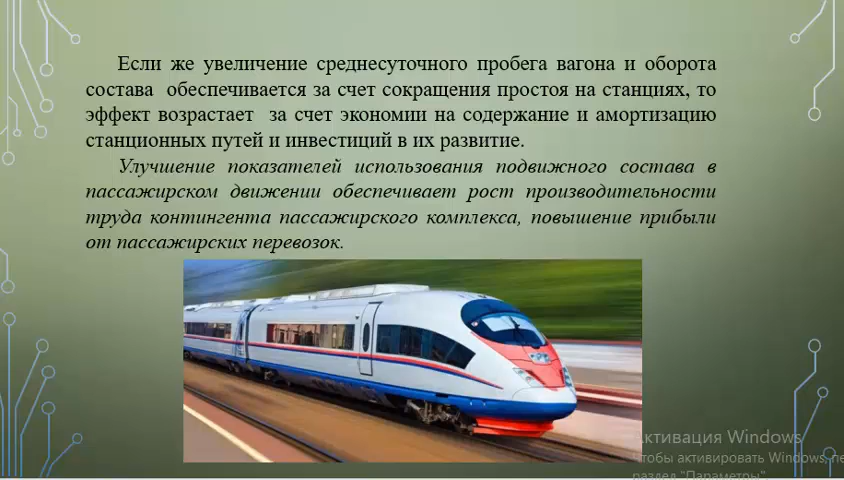 Если же увеличение среднесуточного пробега вагона и оборота
состава обеспечивается за счет сокращения простоя на станциях, то
эффект возрастает за счет экономии на содержание и амортизацию
станционных путей и инвестиций в их развитие.
Улучшение показателей использования подвижного состава в
пассажирском движении обеспечивает рост производительности
труда контингента пассажирского комплекса, повышение прибыли
от пассажирских перевозок.
Активация Windows
Чтобы активировать Windows, пе
раздел "Параметры".